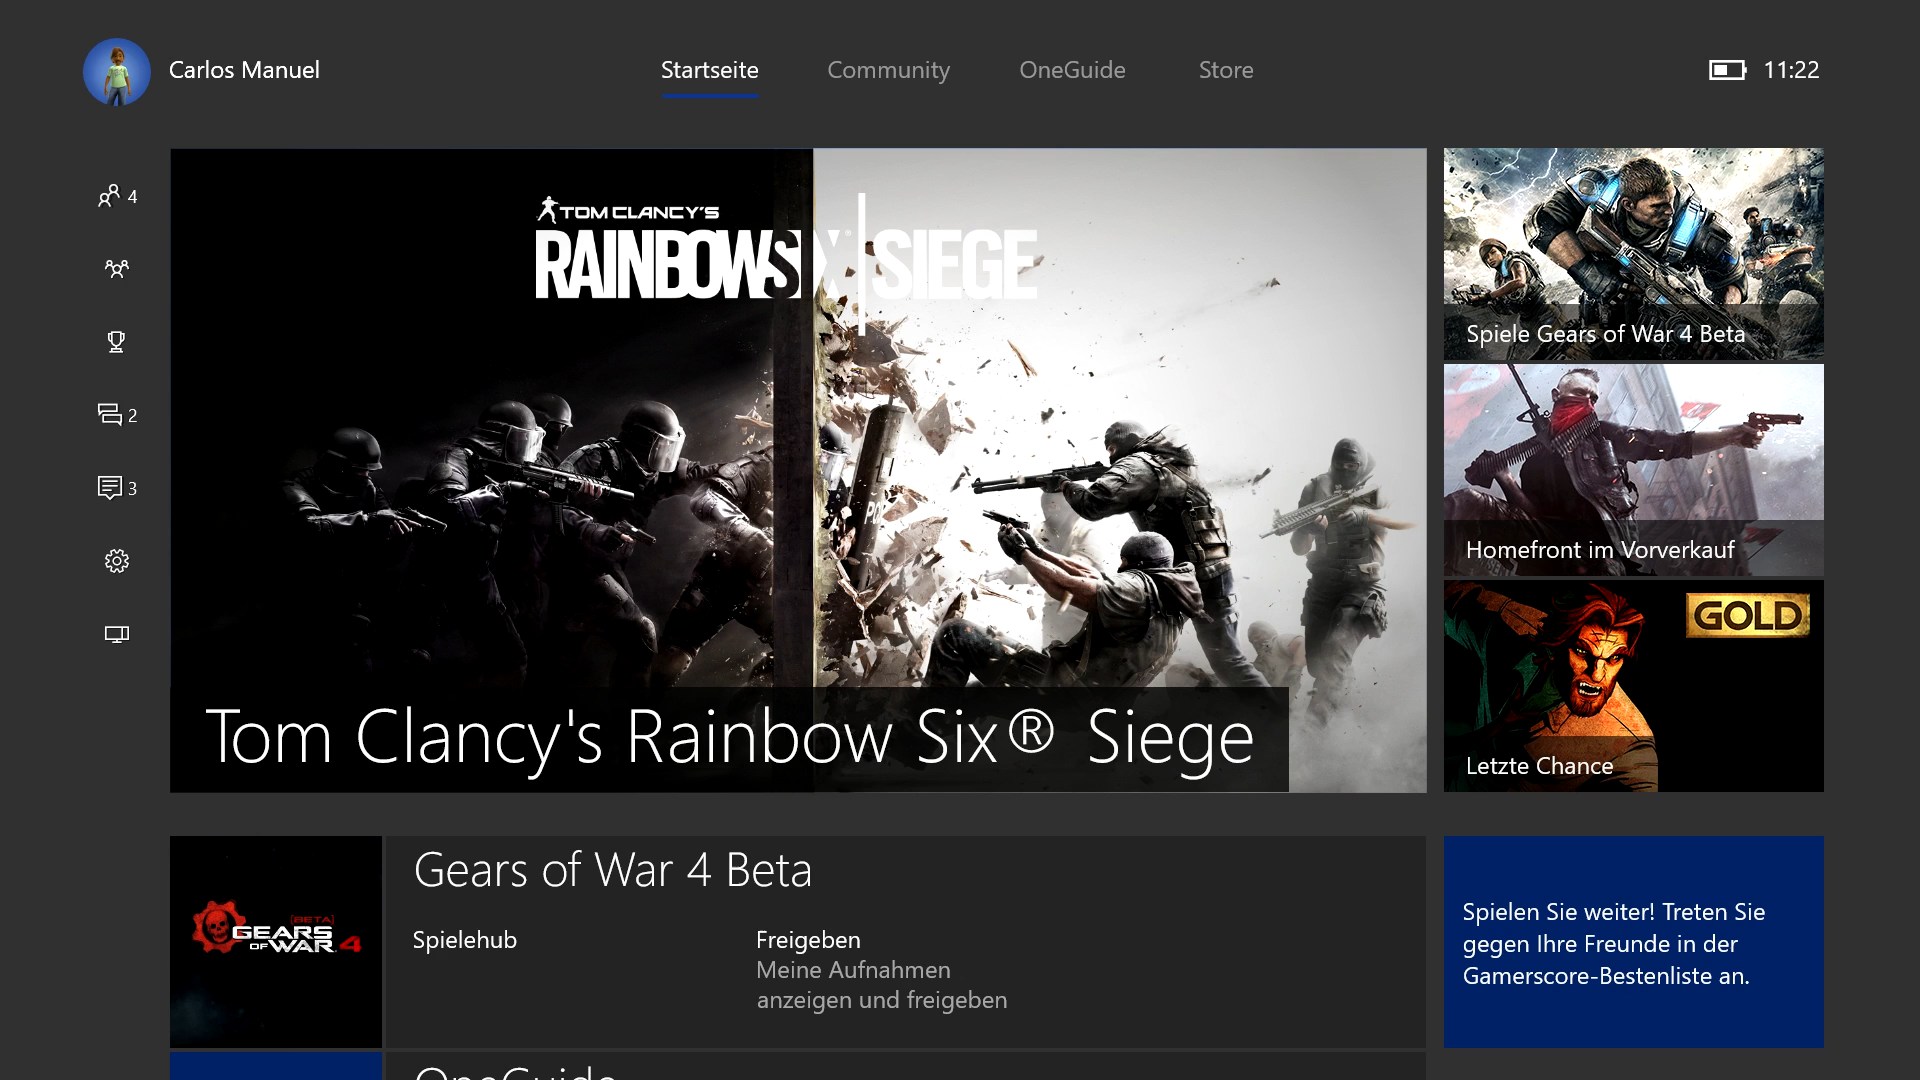 Carlos Manuel
Startseite
Community
OneGuide
Store
11:22
4
2
3
TOM CLANCY'S
RAINBOWSIX SIEGE
Tom Clancy's Rainbow Six® Siege
Spiele Gears of War 4 Beta
Homefront im Vorverkauf
GOLD
Letzte Chance
[BETA]
GEARS
OF WAR 4
Gears of War 4 Beta
Spielehub
Freigeben
Meine Aufnahmen
anzeigen und freigeben
Spielen Sie weiter! Treten Sie
gegen Ihre Freunde in der
Gamerscore-Bestenliste an.
OneGuide